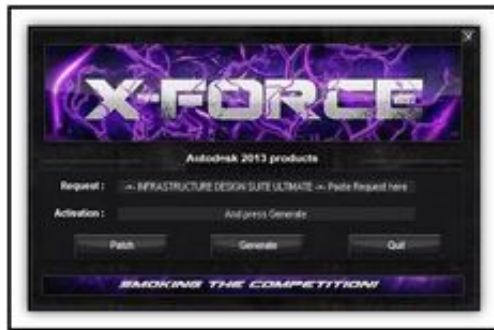 X-FORCE
Autodesk 2013 products
Request : -=- INFRASTRUCTURE DESIGN SUITE ULTIMATE -=- Paste Request here
Activation : And press Generate
Patch Generate Quit
SMOKING THE COMPETITION!